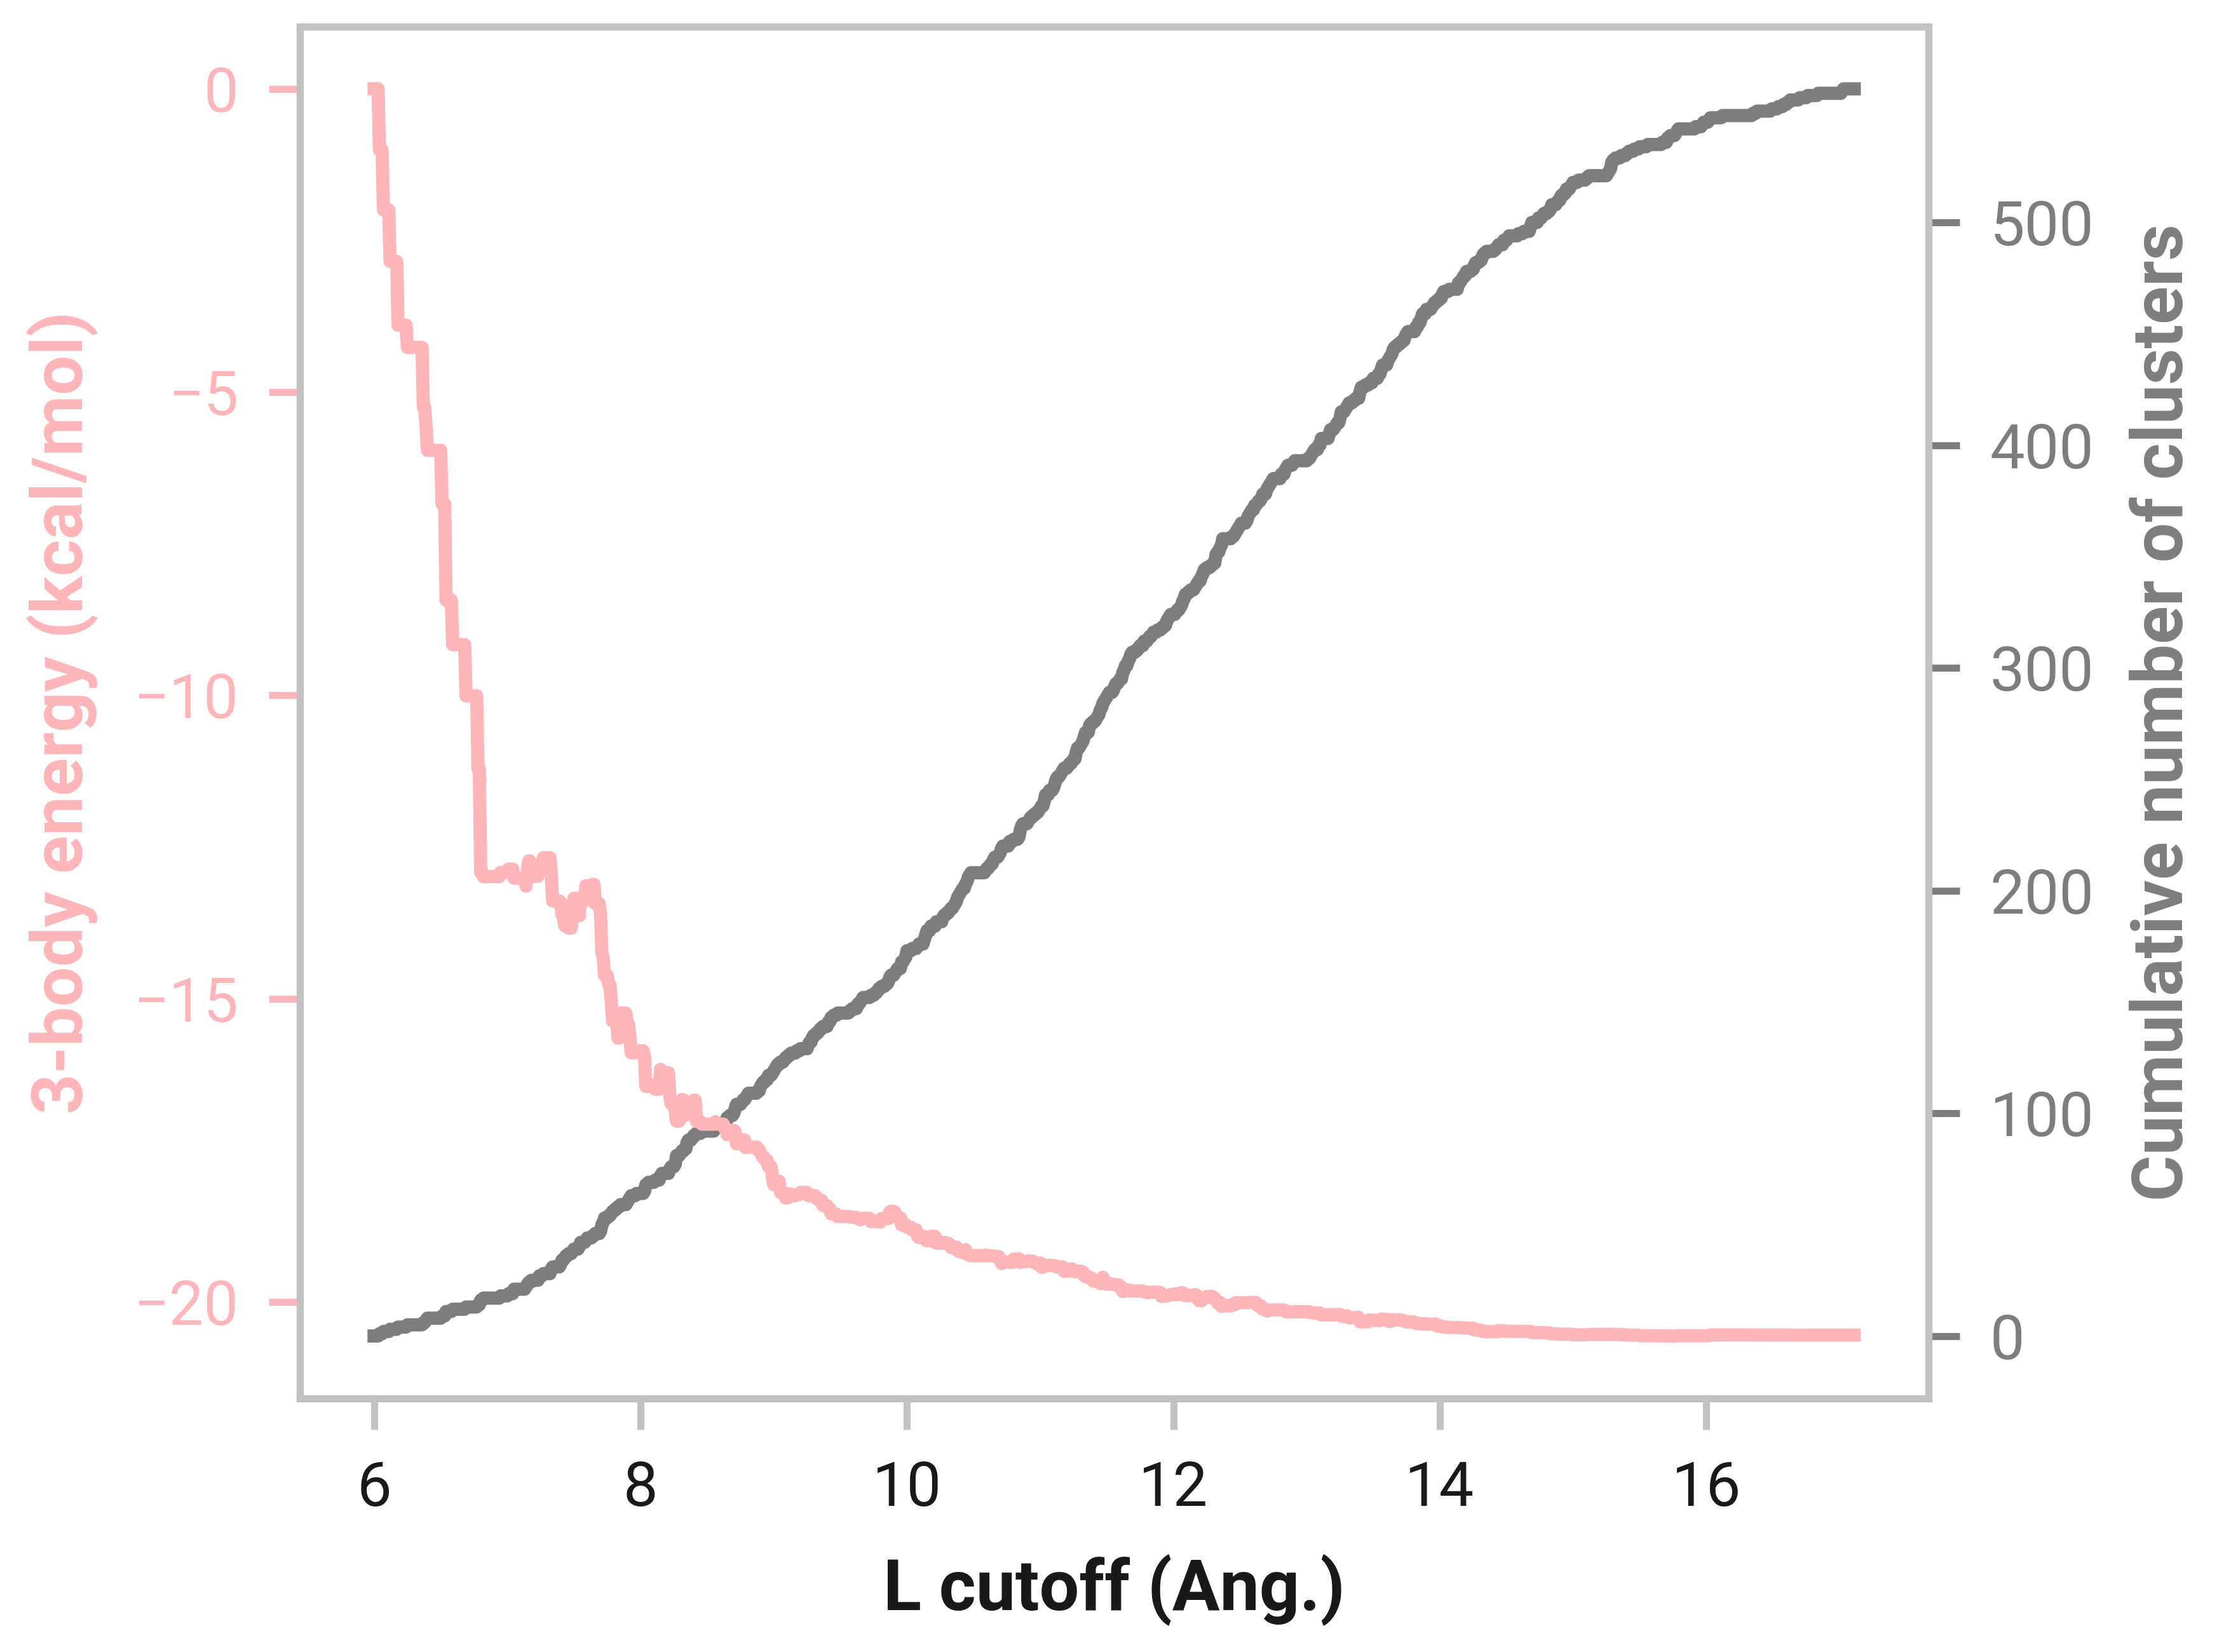 3-body energy (kcal/mol)
0
−5
−10
−15
−20
500
400
300
200
100
0
Cumulative number of clusters
6 8 10 12 14 16
L cutoff (Ang.)